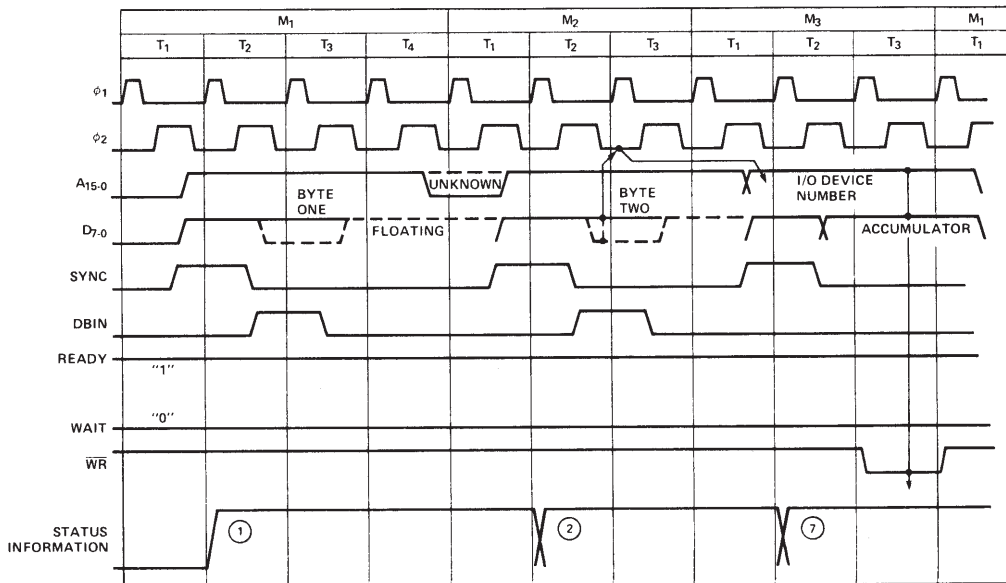 M₁ M₂ M₃ M₁
T₁ T₂ T₃ T₄ T₁ T₂ T₃ T₁ T₂ T₃ T₁
ϕ₁
ϕ₂
A₁₅₋₀ UNKNOWN I/O DEVICE
NUMBER
BYTE
ONE
BYTE
TWO
D₇₋₀ FLOATING ACCUMULATOR
SYNC
DBIN
READY
"1"
"0"
WAIT
W̅R̅
STATUS
INFORMATION
1 2 7